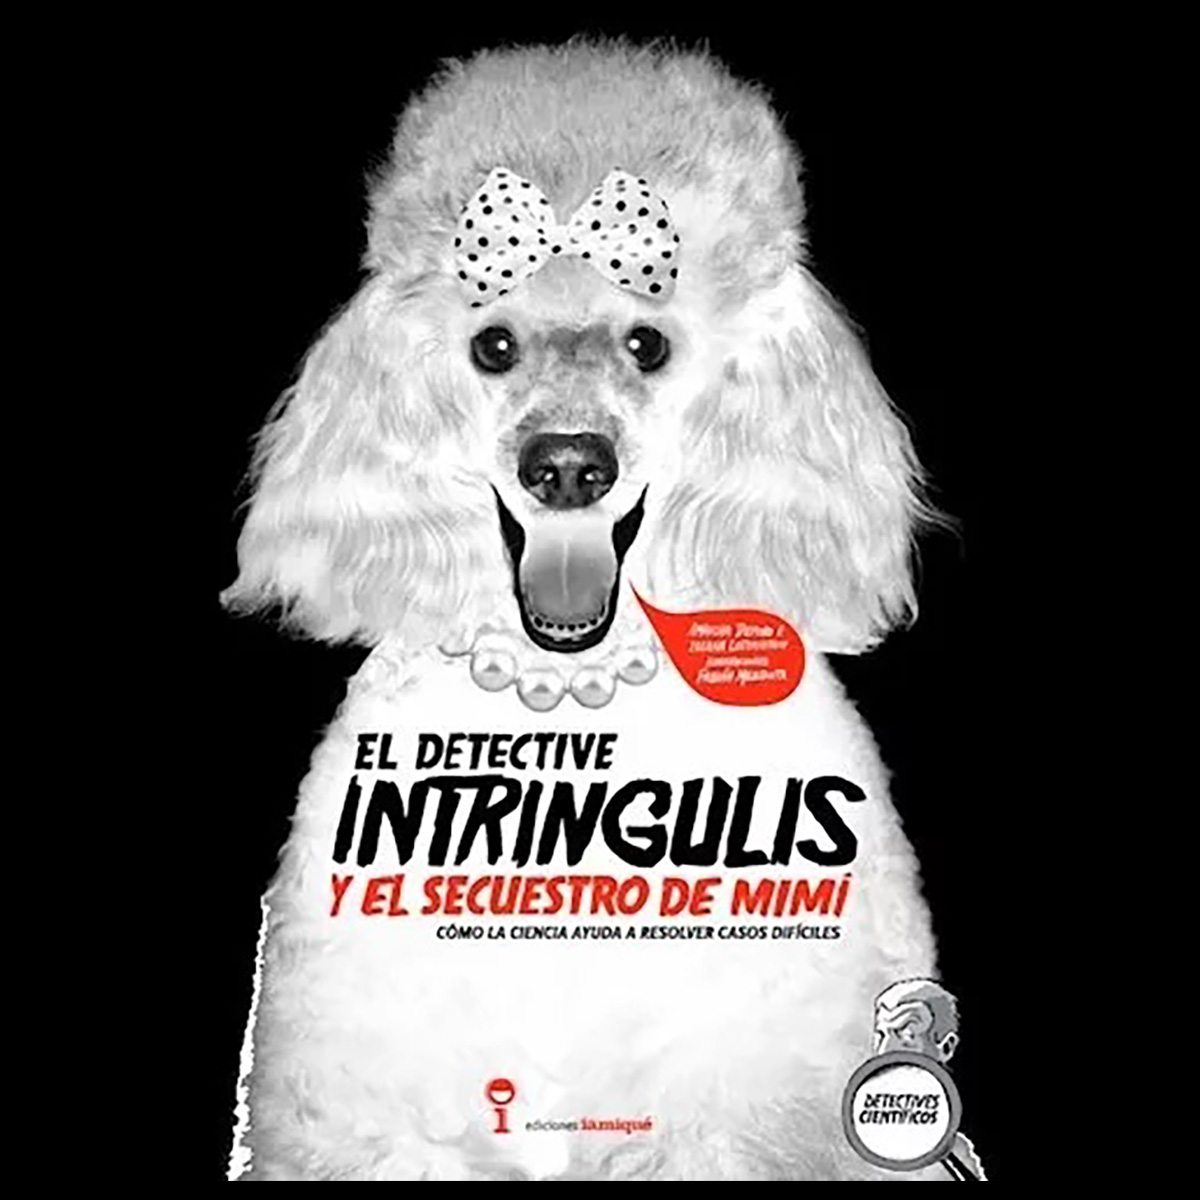 EL DETECTIVE
INTRINGULIS
Y EL SECUESTRO DE MIMÍ
CÓMO LA CIENCIA AYUDA A RESOLVER CASOS DIFÍCILES
DETECTIVES
CIENTÍFICOS
ediciones iamiqué